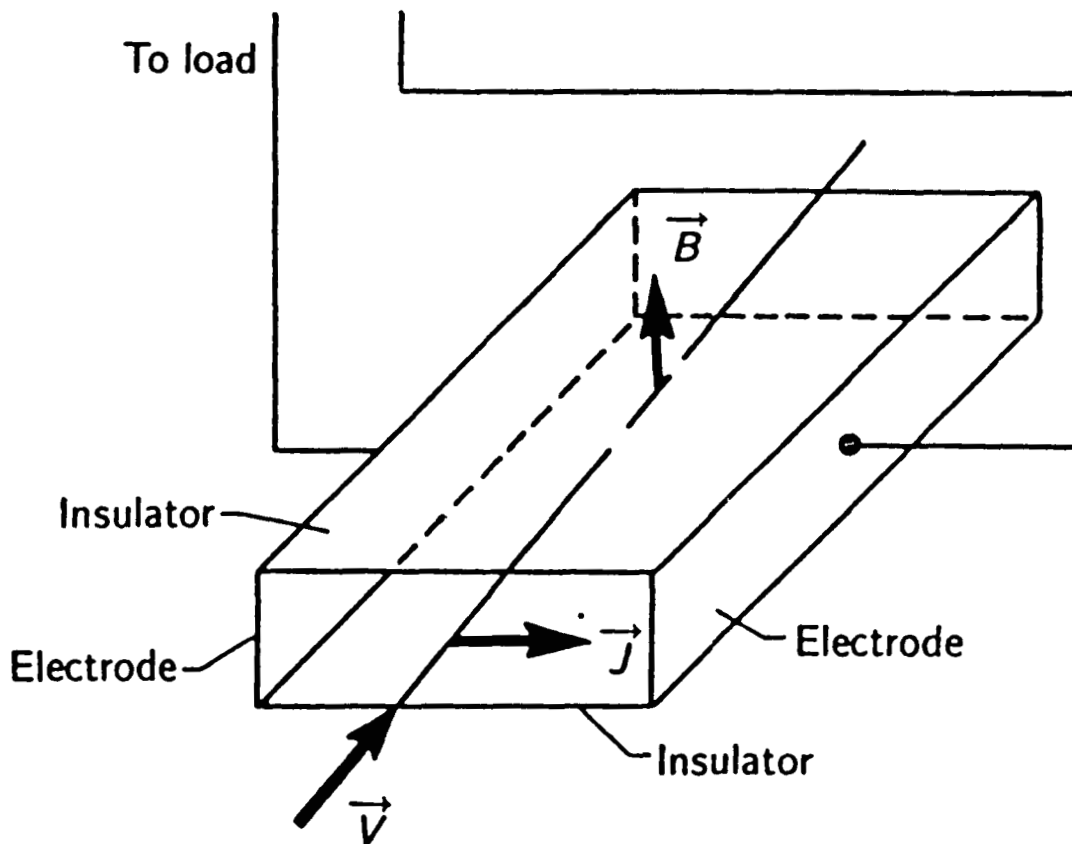 To load
B
Insulator
Electrode
J
Electrode
Insulator
V